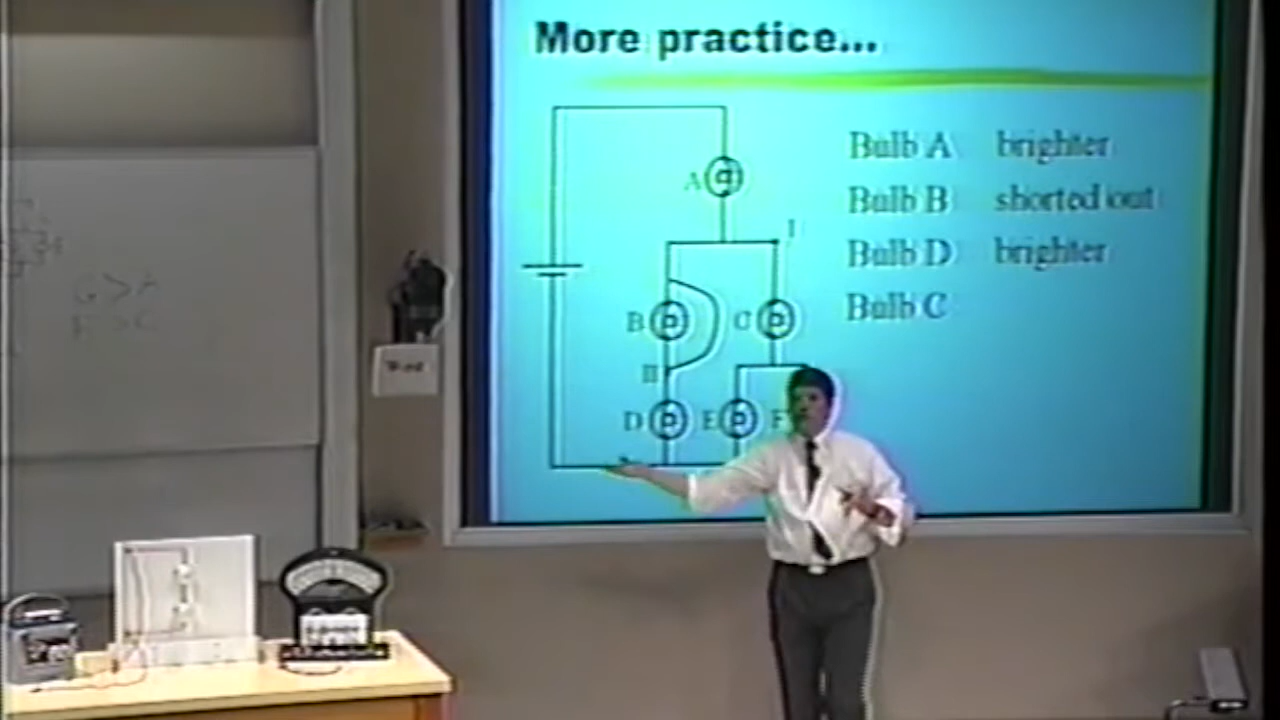 More practice...
Bulb A brighter
A
Bulb B shorted out
I
Bulb D brighter
Bulb C
B C
II
D E F
G > A
F > C